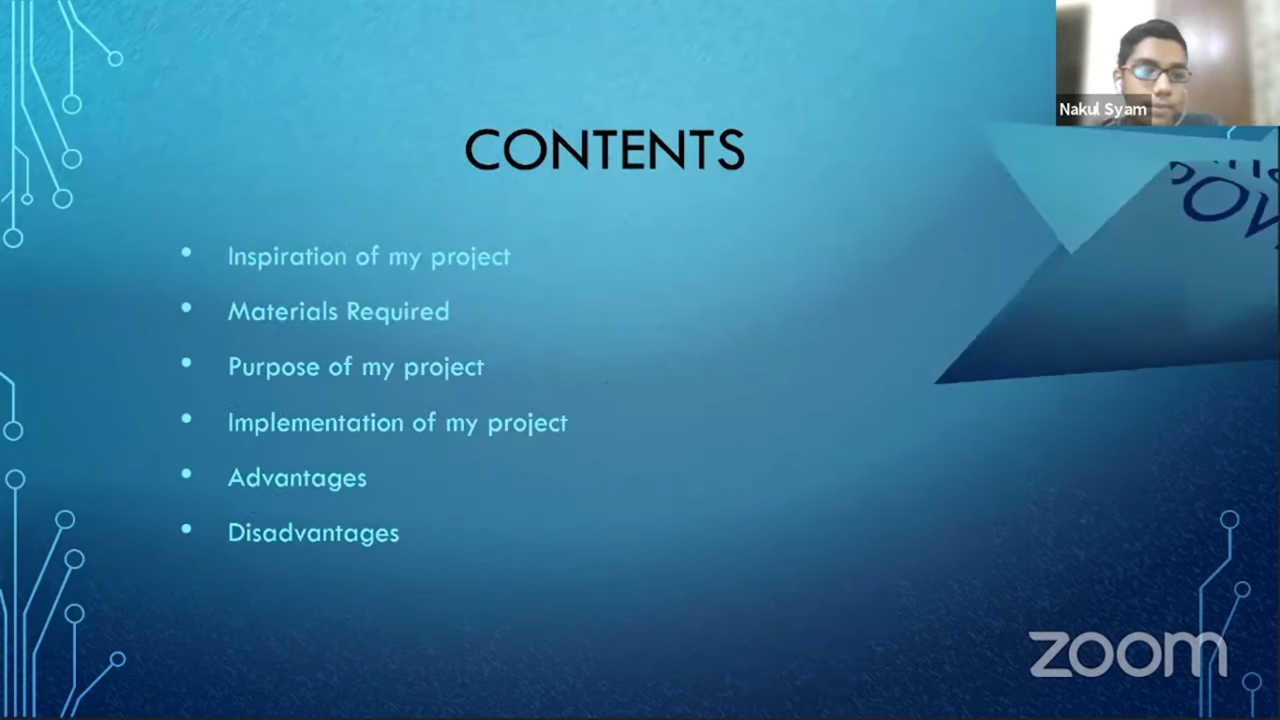 Nakul Syam
CONTENTS
• Inspiration of my project
• Materials Required
• Purpose of my project
• Implementation of my project
• Advantages
• Disadvantages
zoom